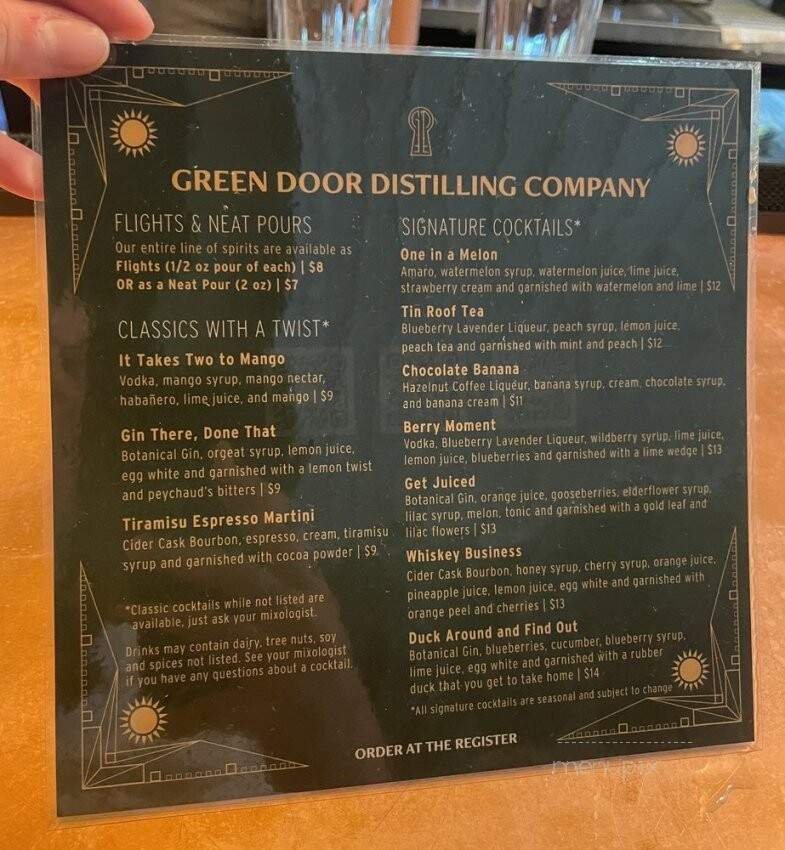 GREEN DOOR DISTILLING COMPANY
FLIGHTS & NEAT POURS
Our entire line of spirits are available as
Flights (1/2 oz pour of each) | $8
OR as a Neat Pour (2 oz) | $7
CLASSICS WITH A TWIST*
It Takes Two to Mango
Vodka, mango syrup, mango nectar,
habañero, lime juice, and mango | $9
Gin There, Done That
Botanical Gin, orgeat syrup, lemon juice,
egg white and garnished with a lemon twist
and peychaud's bitters | $9
Tiramisu Espresso Martini
Cider Cask Bourbon, espresso, cream, tiramisu
syrup and garnished with cocoa powder | $9
*Classic cocktails while not listed are
available, just ask your mixologist.
Drinks may contain dairy, tree nuts, soy
and spices not listed. See your mixologist
if you have any questions about a cocktail.
SIGNATURE COCKTAILS*
One in a Melon
Amaro, watermelon syrup, watermelon juice, lime juice,
strawberry cream and garnished with watermelon and lime | $12
Tin Roof Tea
Blueberry Lavender Liqueur, peach syrup, lemon juice,
peach tea and garnished with mint and peach | $12
Chocolate Banana
Hazelnut Coffee Liqueur, banana syrup, cream, chocolate syrup,
and banana cream | $11
Berry Moment
Vodka, Blueberry Lavender Liqueur, wildberry syrup, lime juice,
lemon juice, blueberries and garnished with a lime wedge | $13
Get Juiced
Botanical Gin, orange juice, gooseberries, elderflower syrup,
lilac syrup, melon, tonic and garnished with a gold leaf and
lilac flowers | $13
Whiskey Business
Cider Cask Bourbon, honey syrup, cherry syrup, orange juice,
pineapple juice, lemon juice, egg white and garnished with
orange peel and cherries | $13
Duck Around and Find Out
Botanical Gin, blueberries, cucumber, blueberry syrup,
lime juice, egg white and garnished with a rubber
duck that you get to take home | $14
*All signature cocktails are seasonal and subject to change
ORDER AT THE REGISTER